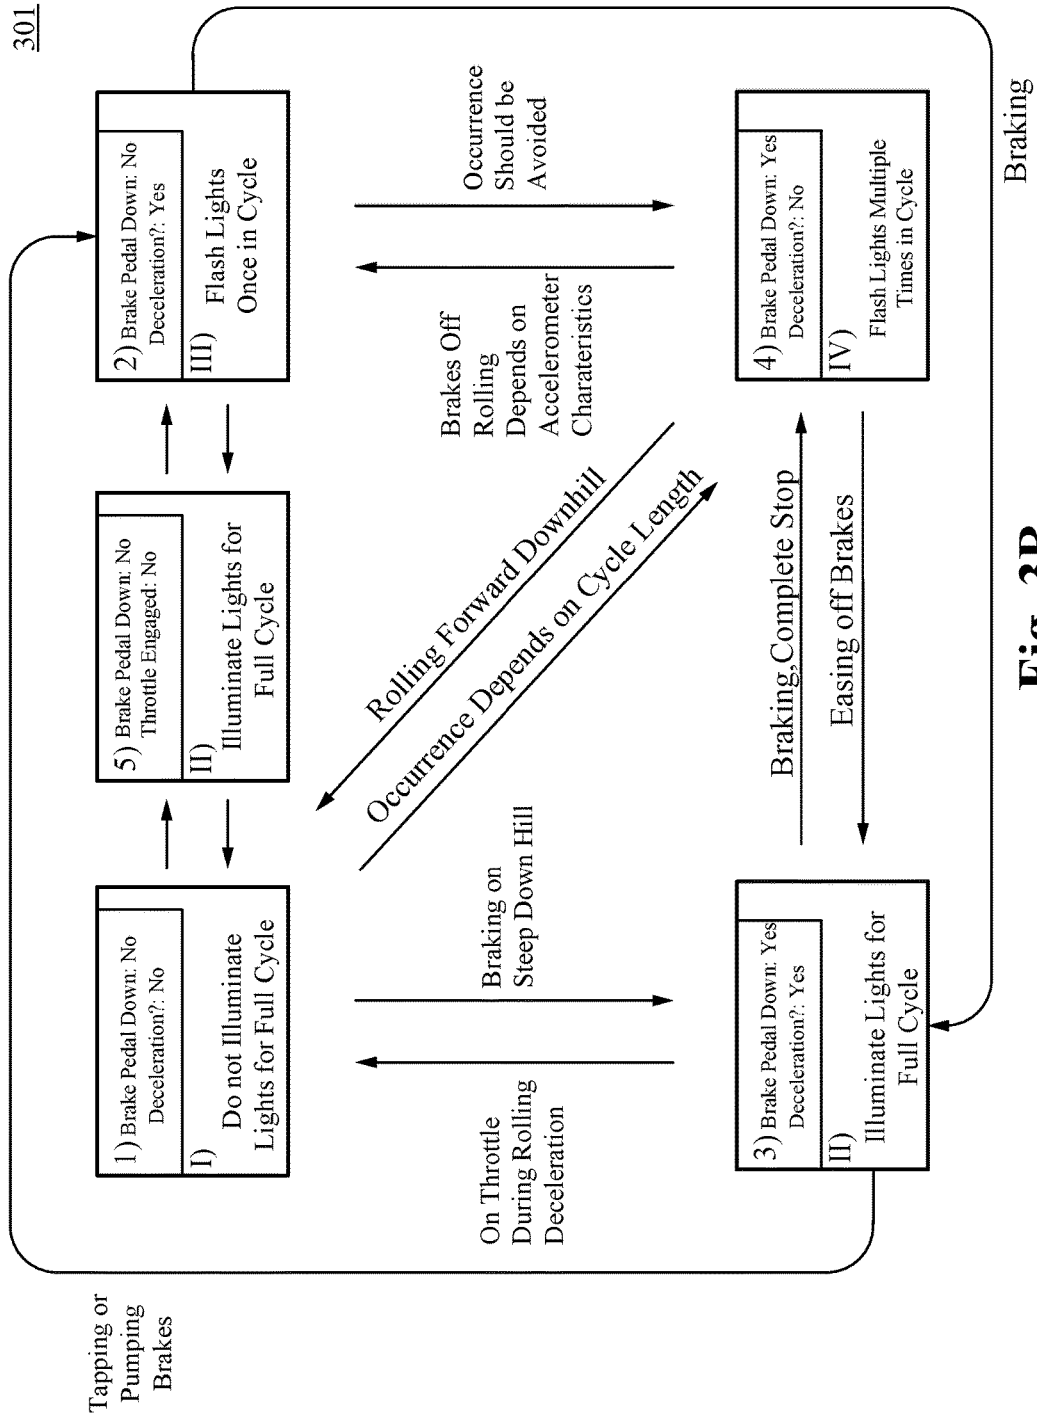 301
Tapping or
Pumping
Brakes
1) Brake Pedal Down: No
Deceleration?: No
I)
Do not Illuminate
Lights for Full Cycle
5) Brake Pedal Down: No
Throttle Engaged: No
II)
Illuminate Lights for
Full Cycle
2) Brake Pedal Down: No
Deceleration?: Yes
III)
Flash Lights
Once in Cycle
On Throttle
During Rolling
Deceleration
Braking on
Steep Down Hill
Rolling Forward Downhill
Occurrence Depends on Cycle Length
Brakes Off
Rolling
Depends on
Accelerometer
Charateristics
Occurrence
Should be
Avoided
3) Brake Pedal Down: Yes
Deceleration?: Yes
II)
Illuminate Lights for
Full Cycle
Braking,Complete Stop
Easing off Brakes
4) Brake Pedal Down: Yes
Deceleration?: No
IV)
Flash Lights Multiple
Times in Cycle
Braking
Fig.